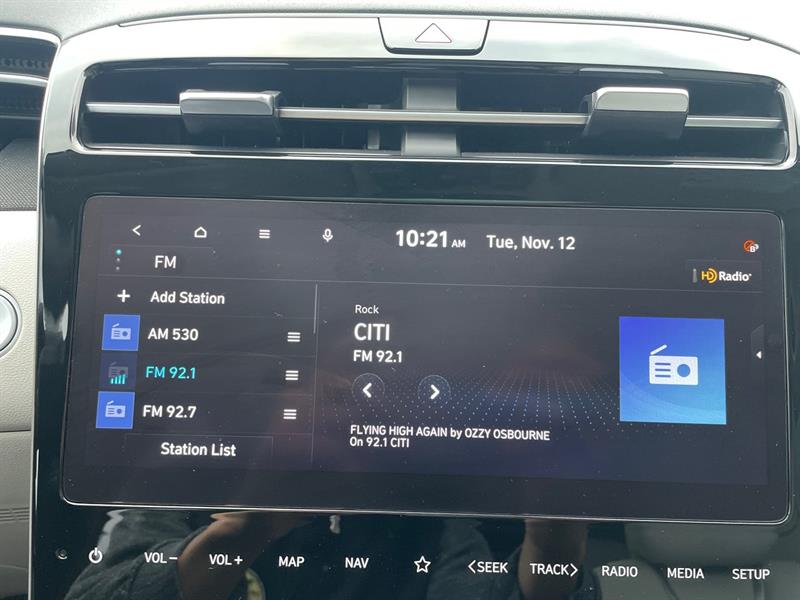 10:21 AM Tue, Nov. 12
FM
HD Radio
+ Add Station
AM 530
FM 92.1
FM 92.7
Station List
Rock
CITI
FM 92.1
FLYING HIGH AGAIN by OZZY OSBOURNE
On 92.1 CITI
VOL− VOL+ MAP NAV <SEEK TRACK> RADIO MEDIA SETUP